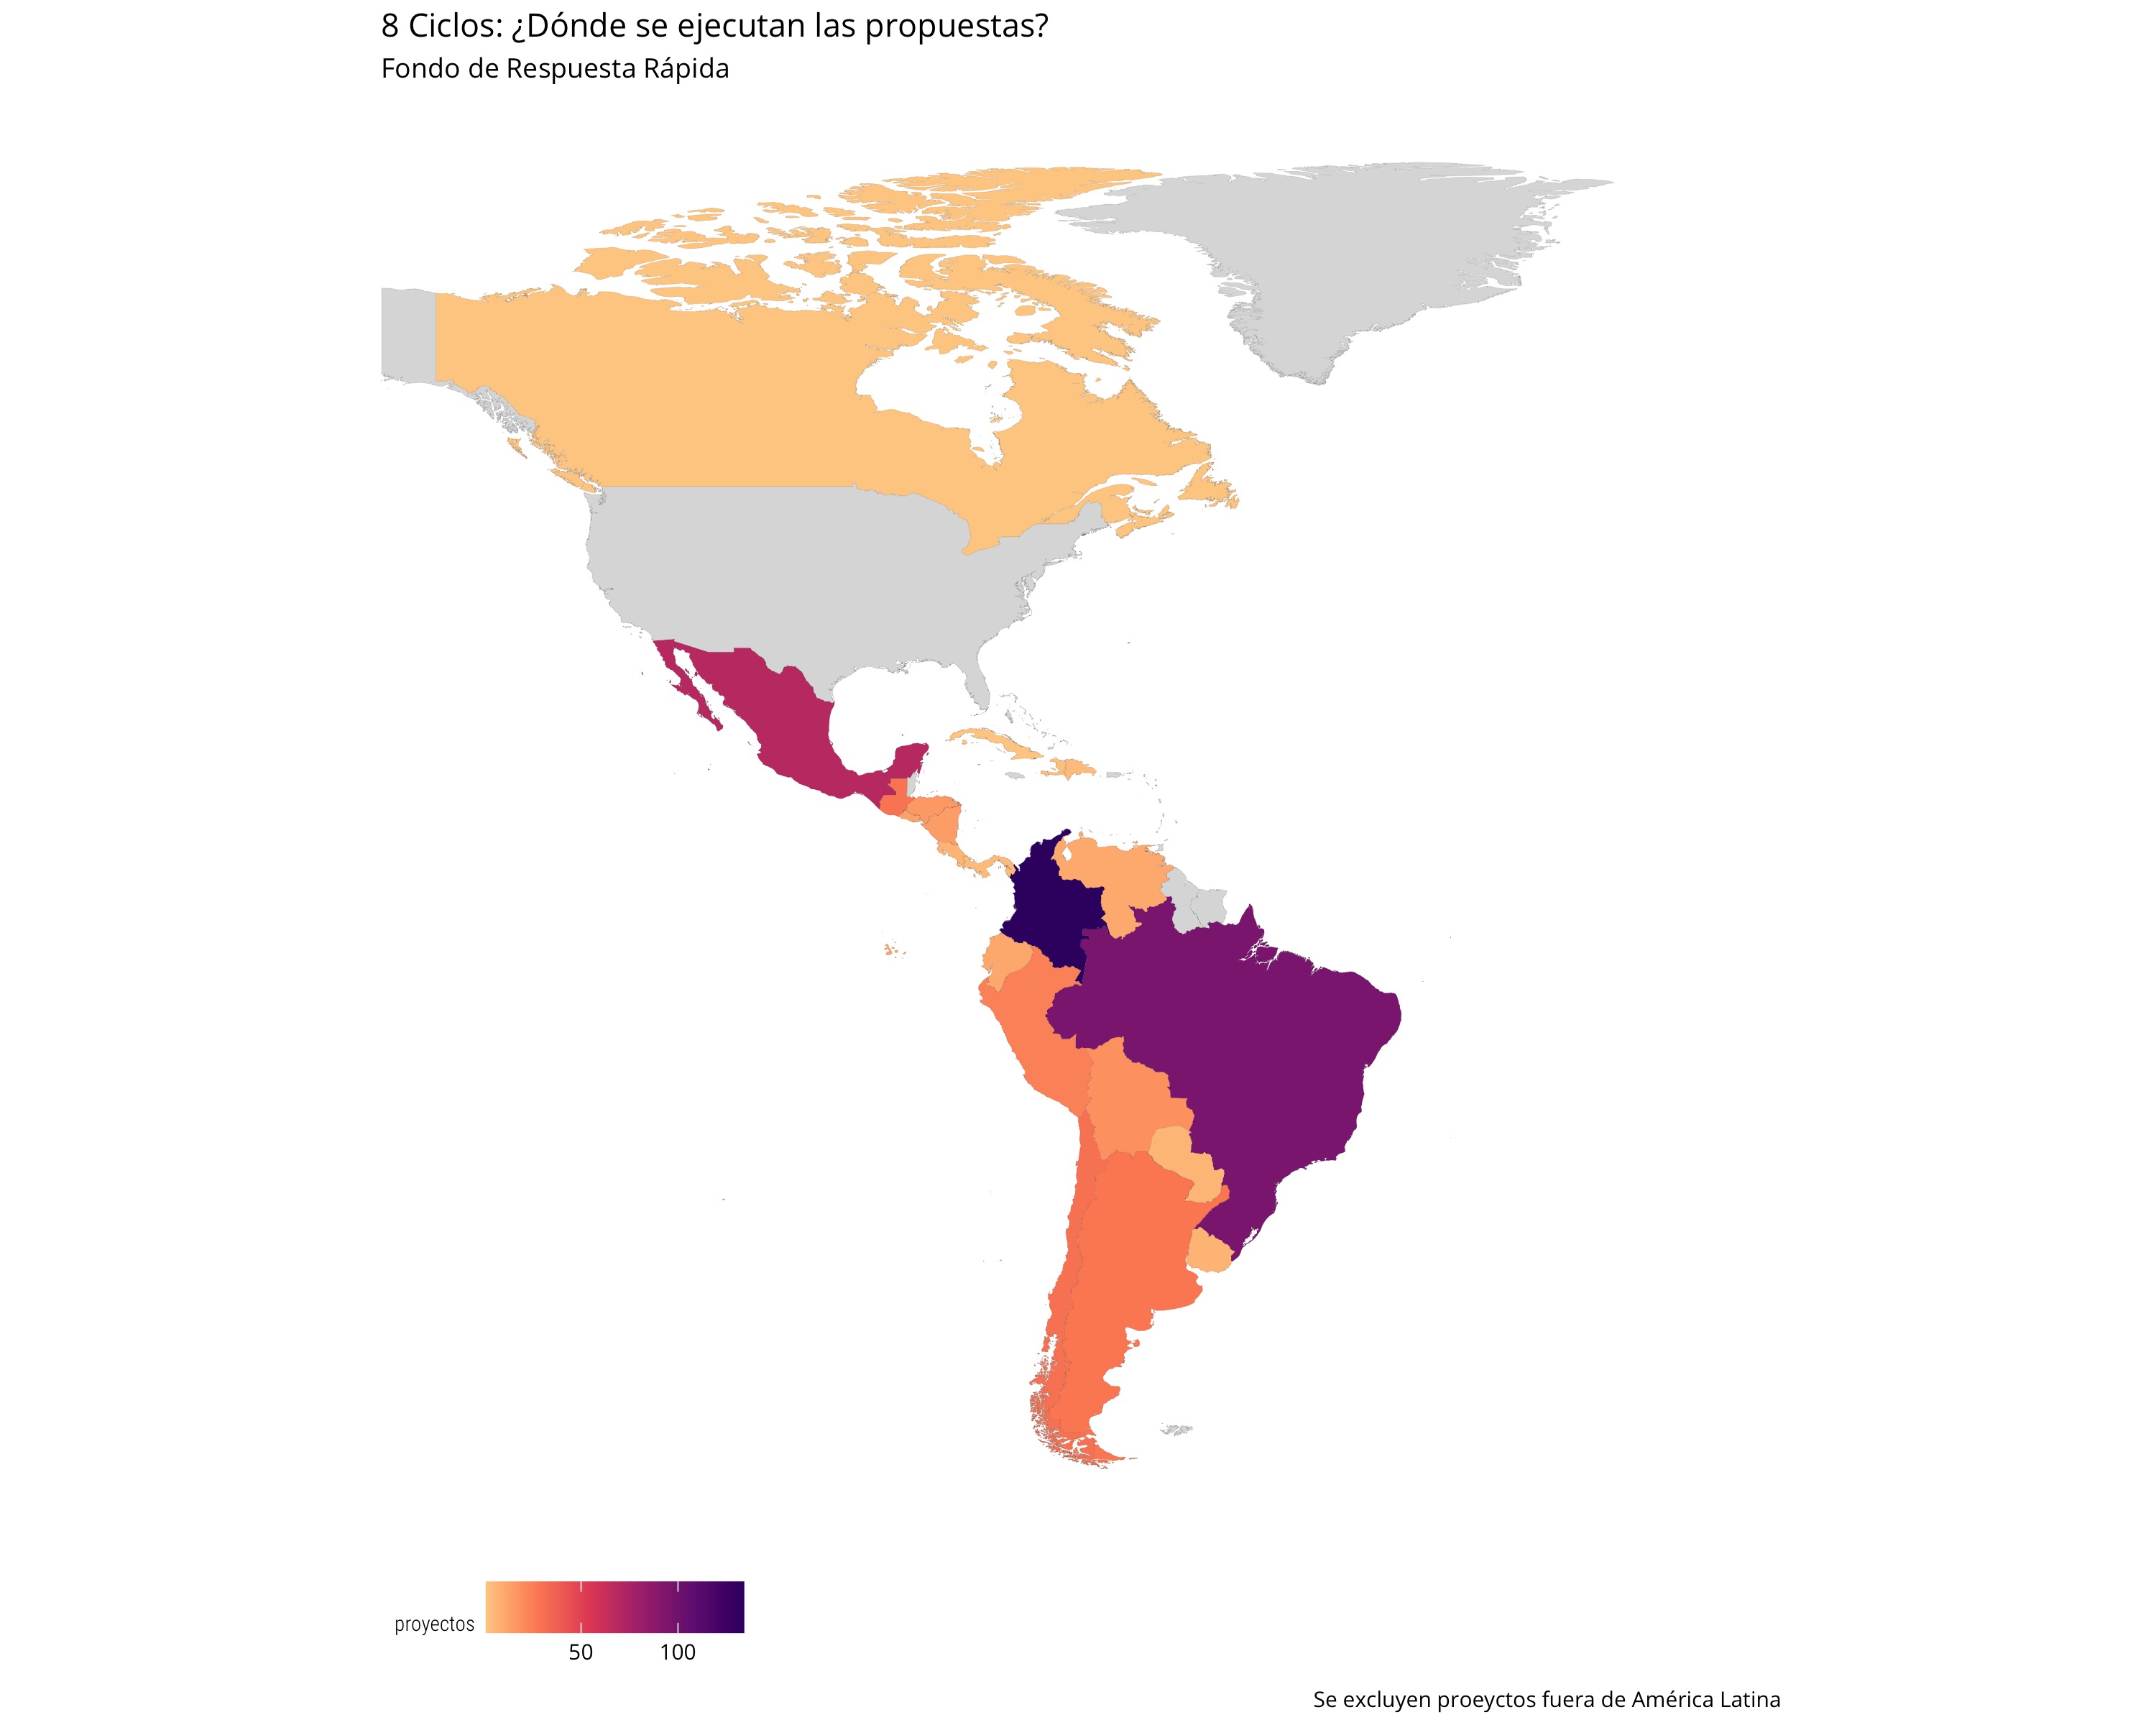 8 Ciclos: ¿Dónde se ejecutan las propuestas?
Fondo de Respuesta Rápida
proyectos
50 100
Se excluyen proeyctos fuera de América Latina